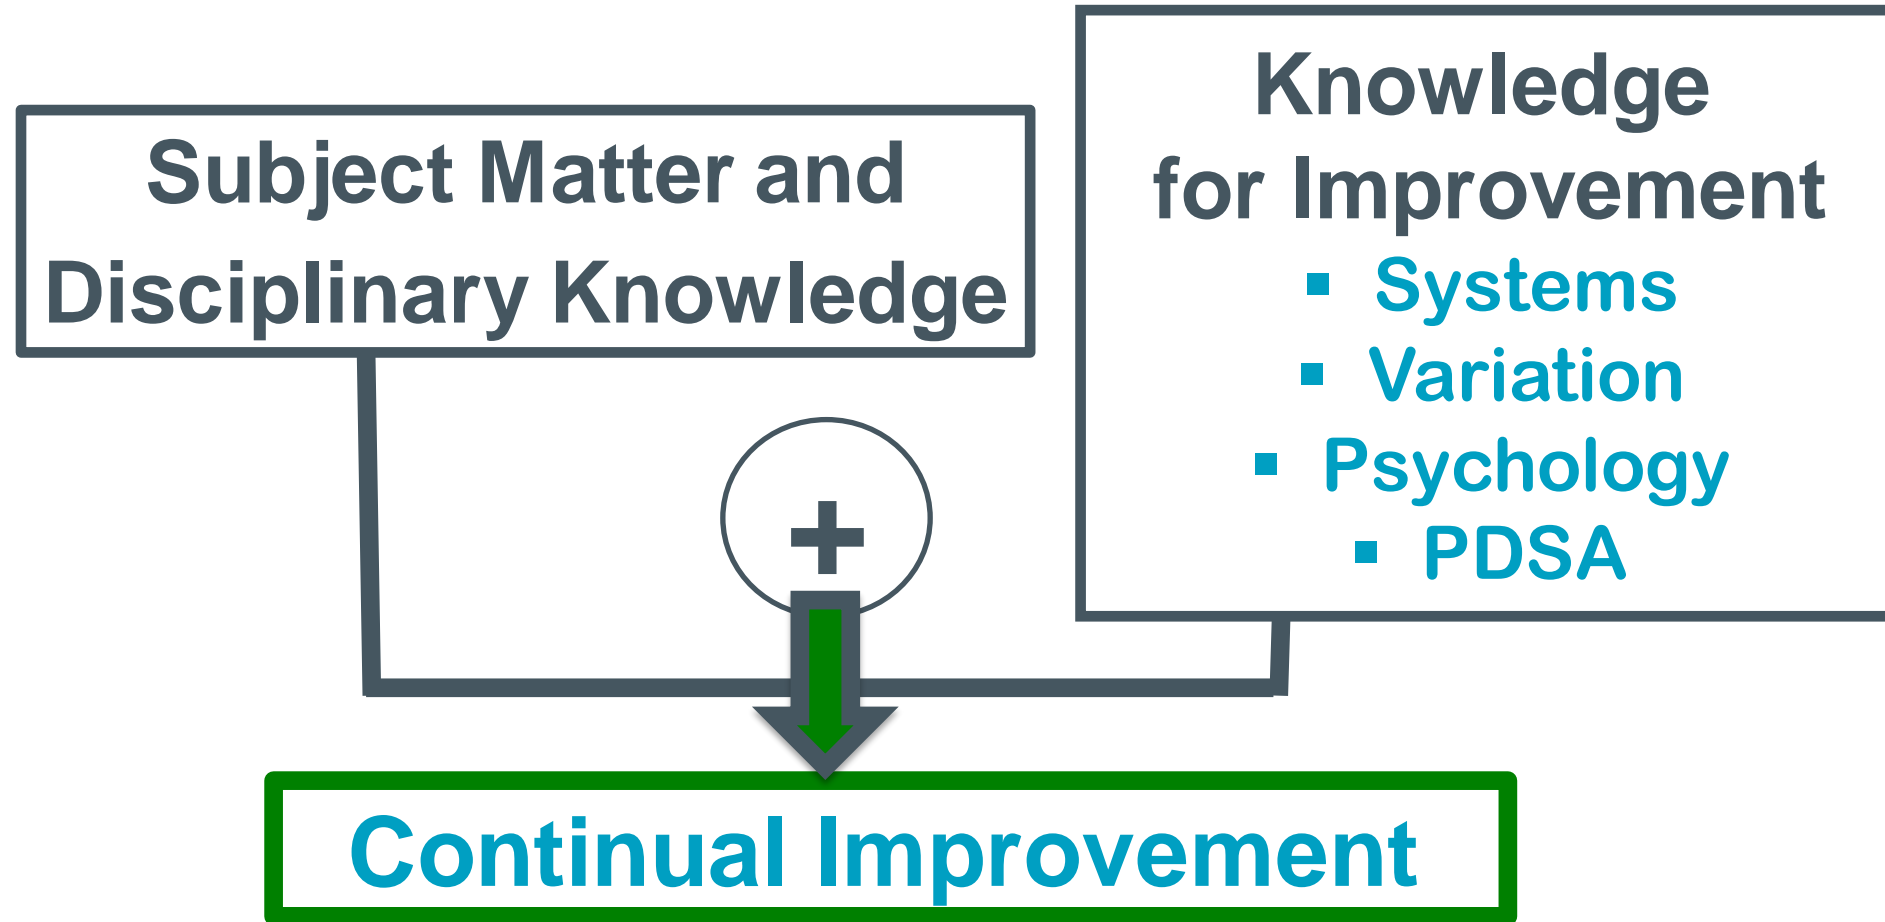 Subject Matter and
Disciplinary Knowledge
Knowledge
for Improvement
▪ Systems
▪ Variation
▪ Psychology
▪ PDSA
+
Continual Improvement